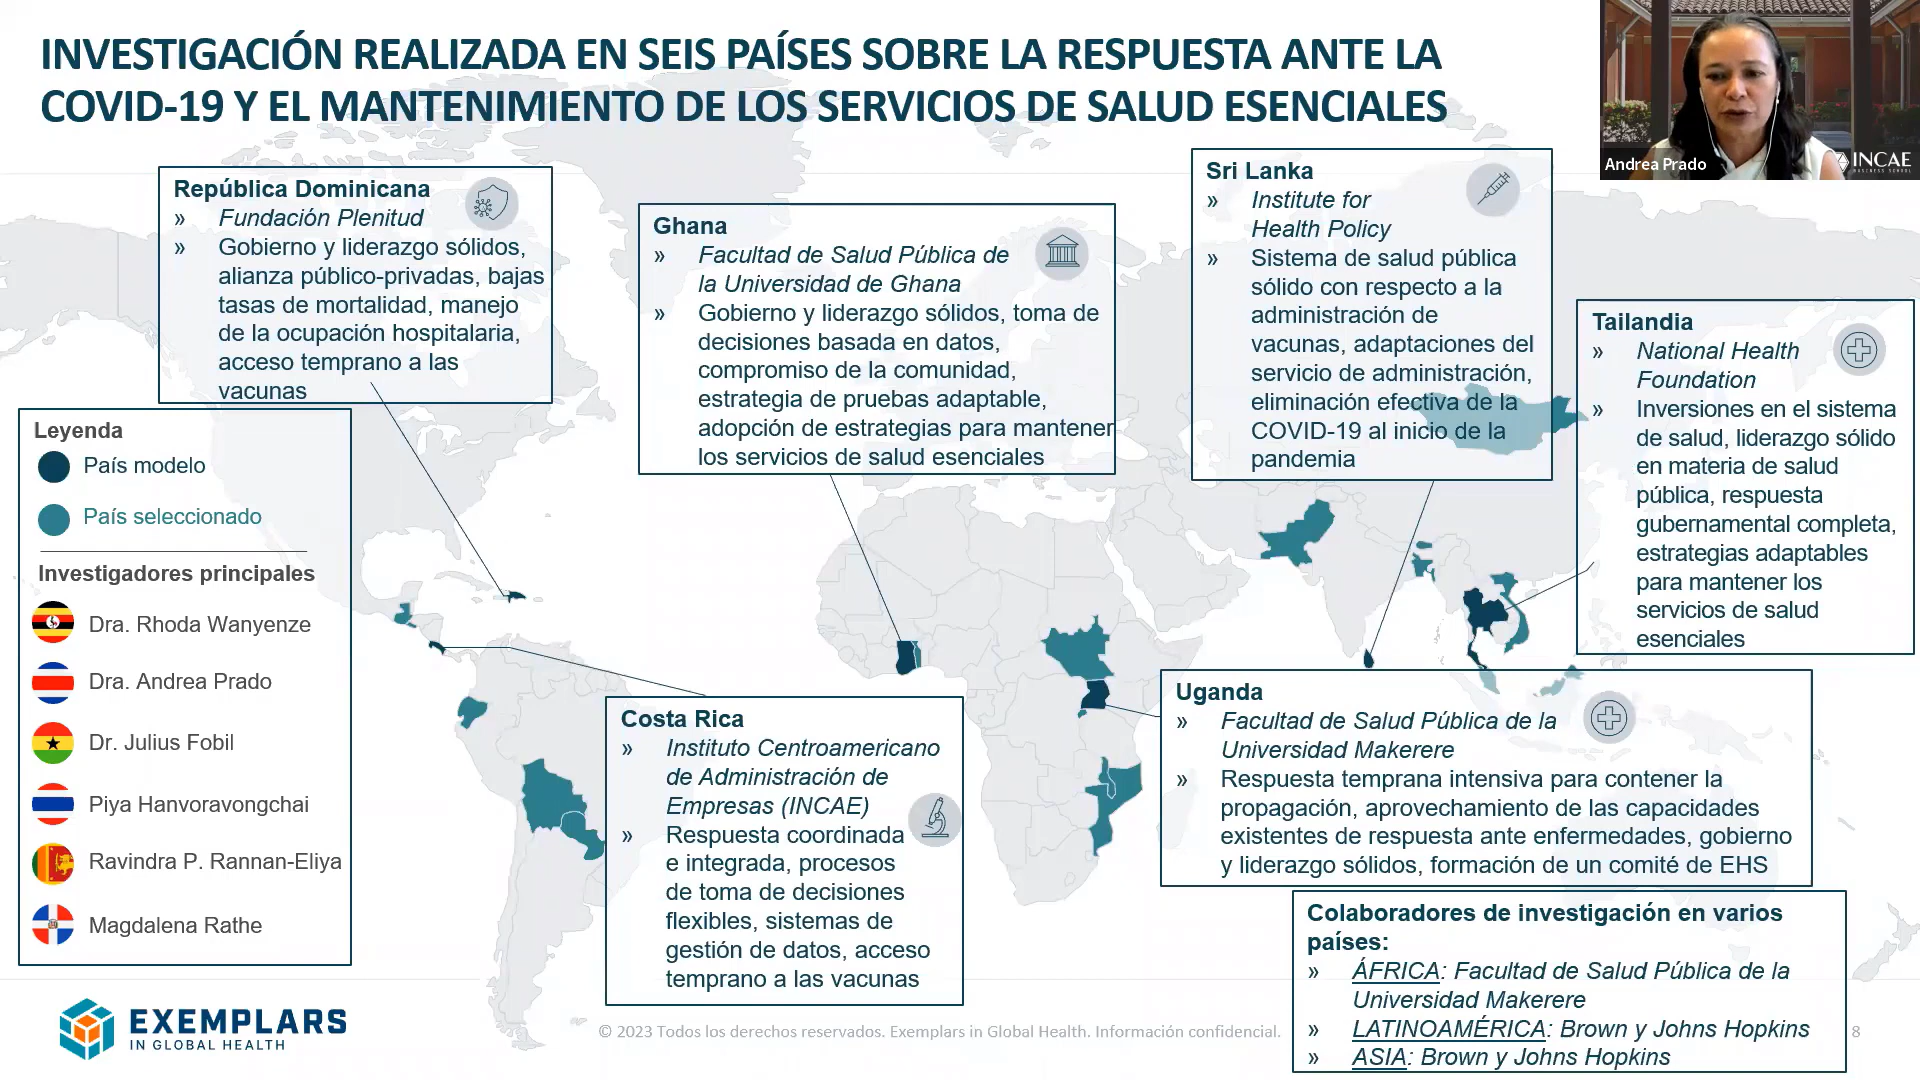 INVESTIGACIÓN REALIZADA EN SEIS PAÍSES SOBRE LA RESPUESTA ANTE LA
COVID-19 Y EL MANTENIMIENTO DE LOS SERVICIOS DE SALUD ESENCIALES
Andrea Prado
INCAE
BUSINESS SCHOOL
República Dominicana
» Fundación Plenitud
» Gobierno y liderazgo sólidos,
alianza público-privadas, bajas
tasas de mortalidad, manejo
de la ocupación hospitalaria,
acceso temprano a las
vacunas
Ghana
» Facultad de Salud Pública de
la Universidad de Ghana
» Gobierno y liderazgo sólidos, toma de
decisiones basada en datos,
compromiso de la comunidad,
estrategia de pruebas adaptable,
adopción de estrategias para mantener
los servicios de salud esenciales
Sri Lanka
» Institute for
Health Policy
» Sistema de salud pública
sólido con respecto a la
administración de
vacunas, adaptaciones del
servicio de administración,
eliminación efectiva de la
COVID-19 al inicio de la
pandemia
Tailandia
» National Health
Foundation
» Inversiones en el sistema
de salud, liderazgo sólido
en materia de salud
pública, respuesta
gubernamental completa,
estrategias adaptables
para mantener los
servicios de salud
esenciales
Leyenda
País modelo
País seleccionado
Investigadores principales
Dra. Rhoda Wanyenze
Dra. Andrea Prado
Dr. Julius Fobil
Piya Hanvoravongchai
Ravindra P. Rannan-Eliya
Magdalena Rathe
Costa Rica
» Instituto Centroamericano
de Administración de
Empresas (INCAE)
» Respuesta coordinada
e integrada, procesos
de toma de decisiones
flexibles, sistemas de
gestión de datos, acceso
temprano a las vacunas
Uganda
» Facultad de Salud Pública de la
Universidad Makerere
» Respuesta temprana intensiva para contener la
propagación, aprovechamiento de las capacidades
existentes de respuesta ante enfermedades, gobierno
y liderazgo sólidos, formación de un comité de EHS
Colaboradores de investigación en varios
países:
» ÁFRICA: Facultad de Salud Pública de la
Universidad Makerere
» LATINOAMÉRICA: Brown y Johns Hopkins
» ASIA: Brown y Johns Hopkins
EXEMPLARS
IN GLOBAL HEALTH
© 2023 Todos los derechos reservados. Exemplars in Global Health. Información confidencial.
8